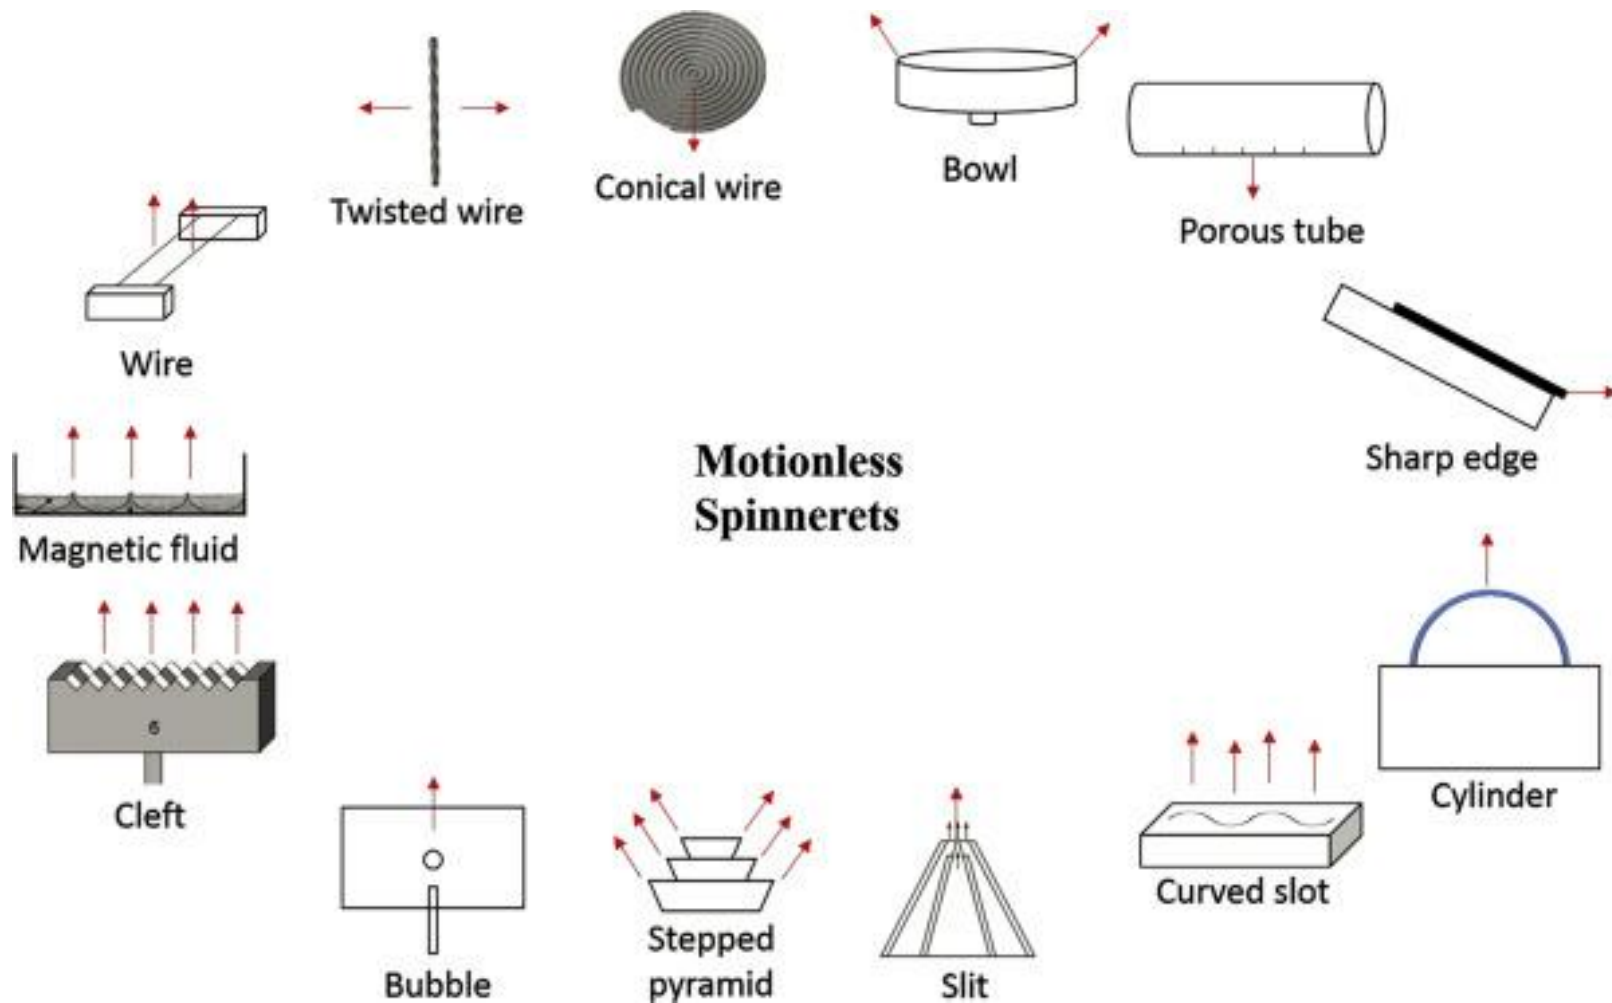 Twisted wire
Conical wire
Bowl
Porous tube
Wire
Sharp edge
Motionless
Spinnerets
Magnetic fluid
6
Cleft
Cylinder
Curved slot
Bubble
Stepped
pyramid
Slit